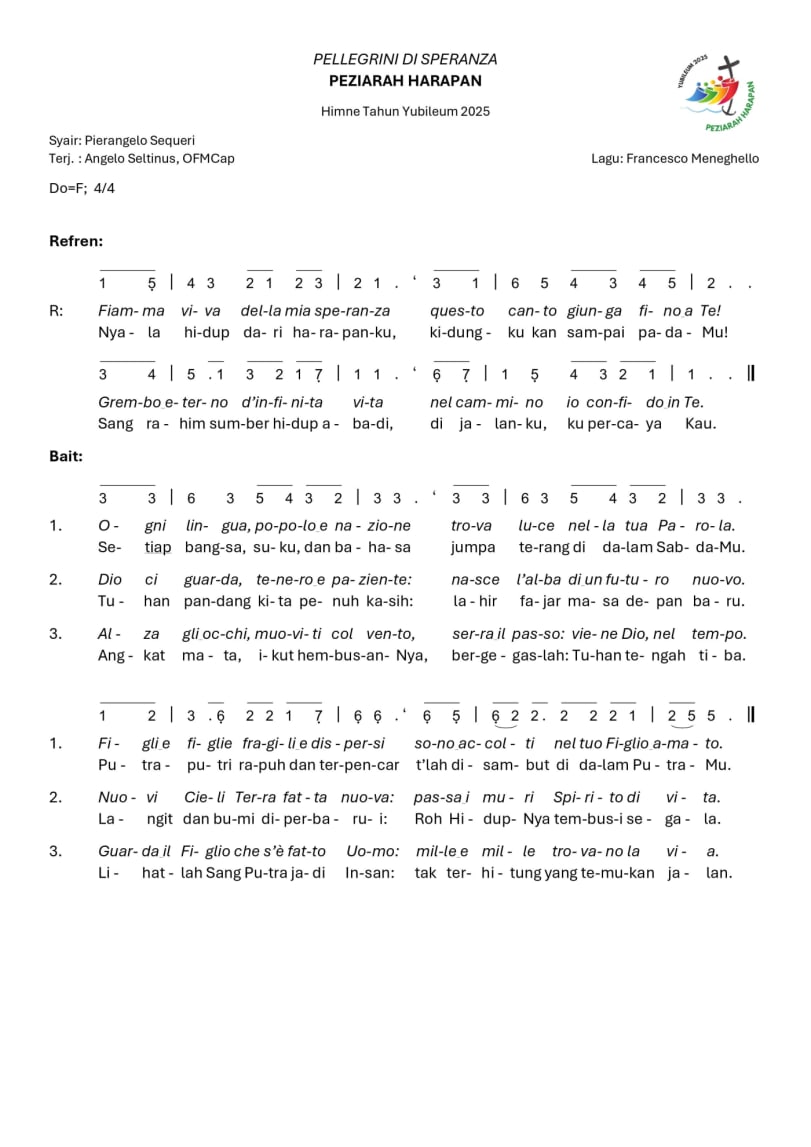 PELLEGRINI DI SPERANZA
PEZIARAH HARAPAN
Himne Tahun Yubileum 2025
YUBILEUM 2025
PEZIARAH HARAPAN
Syair: Pierangelo Sequeri
Terj. : Angelo Seltinus, OFMCap
Lagu: Francesco Meneghello
Do=F; 4/4
Refren:
1 5̣ | 4 3 2 1 2 3 | 2 1 . ‘ 3 1 | 6 5 4 3 4 5 | 2 . .
R: Fiam- ma vi- va del-la mia spe-ran-za ques-to can- to giun- ga fi- no‿a Te!
Nya - la hi-dup da- ri ha- ra- pan-ku, ki-dung - ku kan sam-pai pa- da - Mu!
3 4 | 5 . 1 3 2 1 7̣ | 1 1 . ‘ 6̣ 7̣ | 1 5̣ 4 3 2 1 | 1 . . ‖
Grem-bo‿e- ter- no d’in-fi- ni-ta vi-ta nel cam- mi- no io con-fi- do‿in Te.
Sang ra - him sum-ber hi-dup a - ba-di, di ja - lan- ku, ku per-ca- ya Kau.
Bait:
3 3 | 6 3 5 4 3 2 | 3 3 . ‘ 3 3 | 6 3 5 4 3 2 | 3 3 .
1. O - gni lin- gua, po-po-lo‿e na - zio-ne tro-va lu-ce nel - la tua Pa - ro- la.
Se- tiap bang-sa, su- ku, dan ba - ha- sa jumpa te-rang di da-lam Sab- da-Mu.
2. Dio ci guar-da, te-ne-ro‿e pa- zien-te: na-sce l’al-ba di‿un fu-tu - ro nuo-vo.
Tu - han pan-dang ki- ta pe- nuh ka-sih: la - hir fa- jar ma- sa de- pan ba - ru.
3. Al - za gli‿oc-chi, muo-vi- ti col ven-to, ser-ra‿il pas-so: vie- ne Dio, nel tem-po.
Ang - kat ma - ta, i- kut hem-bus-an- Nya, ber-ge - gas-lah: Tu-han te- ngah ti - ba.
1 2 | 3 . 6̣ 2 2 1 7̣ | 6̣ 6̣ . ‘ 6̣ 5̣ | 6̣ 2 2 . 2 2 2 1 | 2 5 5 . ‖
1. Fi - gli‿e fi- glie fra-gi- li‿e dis - per-si so-no‿ac- col - ti nel tuo Fi-glio‿a-ma - to.
Pu - tra - pu- tri ra-puh dan ter-pen-car t’lah di - sam- but di da-lam Pu - tra - Mu.
2. Nuo - vi Cie- li Ter-ra fat - ta nuo-va: pas-sa‿i mu - ri Spi- ri - to di vi - ta.
La - ngit dan bu-mi di- per-ba - ru- i: Roh Hi - dup- Nya tem-bus-i se - ga - la.
3. Guar- da‿il Fi- glio che s’è fat-to Uo-mo: mil-le‿e mil - le tro- va- no la vi - a.
Li - hat - lah Sang Pu-tra ja- di In-san: tak ter- hi - tung yang te-mu-kan ja - lan.